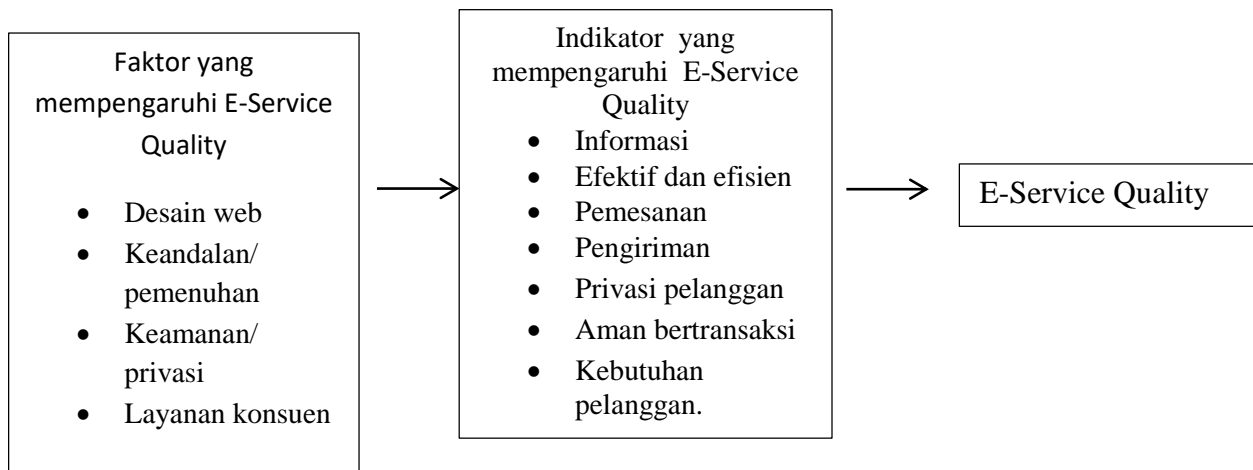 Faktor yang
mempengaruhi E-Service
Quality
• Desain web
• Keandalan/
pemenuhan
• Keamanan/
privasi
• Layanan konsuen
Indikator yang
mempengaruhi E-Service
Quality
• Informasi
• Efektif dan efisien
• Pemesanan
• Pengiriman
• Privasi pelanggan
• Aman bertransaksi
• Kebutuhan
pelanggan.
E-Service Quality